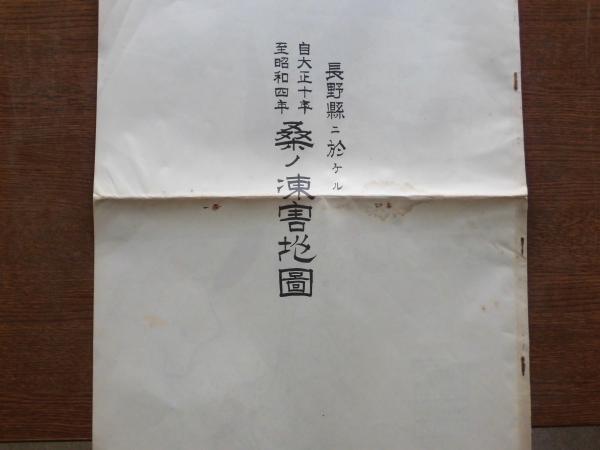 長野縣ニ於ケル
自大正十年
至昭和四年
桑ノ凍害地圖